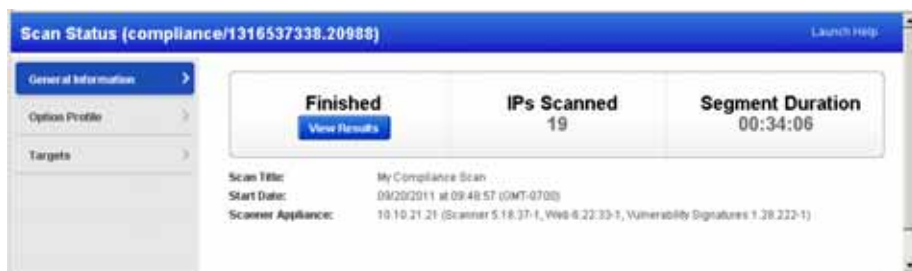 Scan Status (compliance/1316537338.20988)
Launch Help
General Information
Option Profile
Targets
Finished
View Results
IPs Scanned
19
Segment Duration
00:34:06
Scan Title: My Compliance Scan
Start Date: 09/20/2011 at 09:48:57 (GMT-0700)
Scanner Appliance: 10.10.21.21 (Scanner 5.18.37-1, Web 6.22.33-1, Vulnerability Signatures 1.28.222-1)